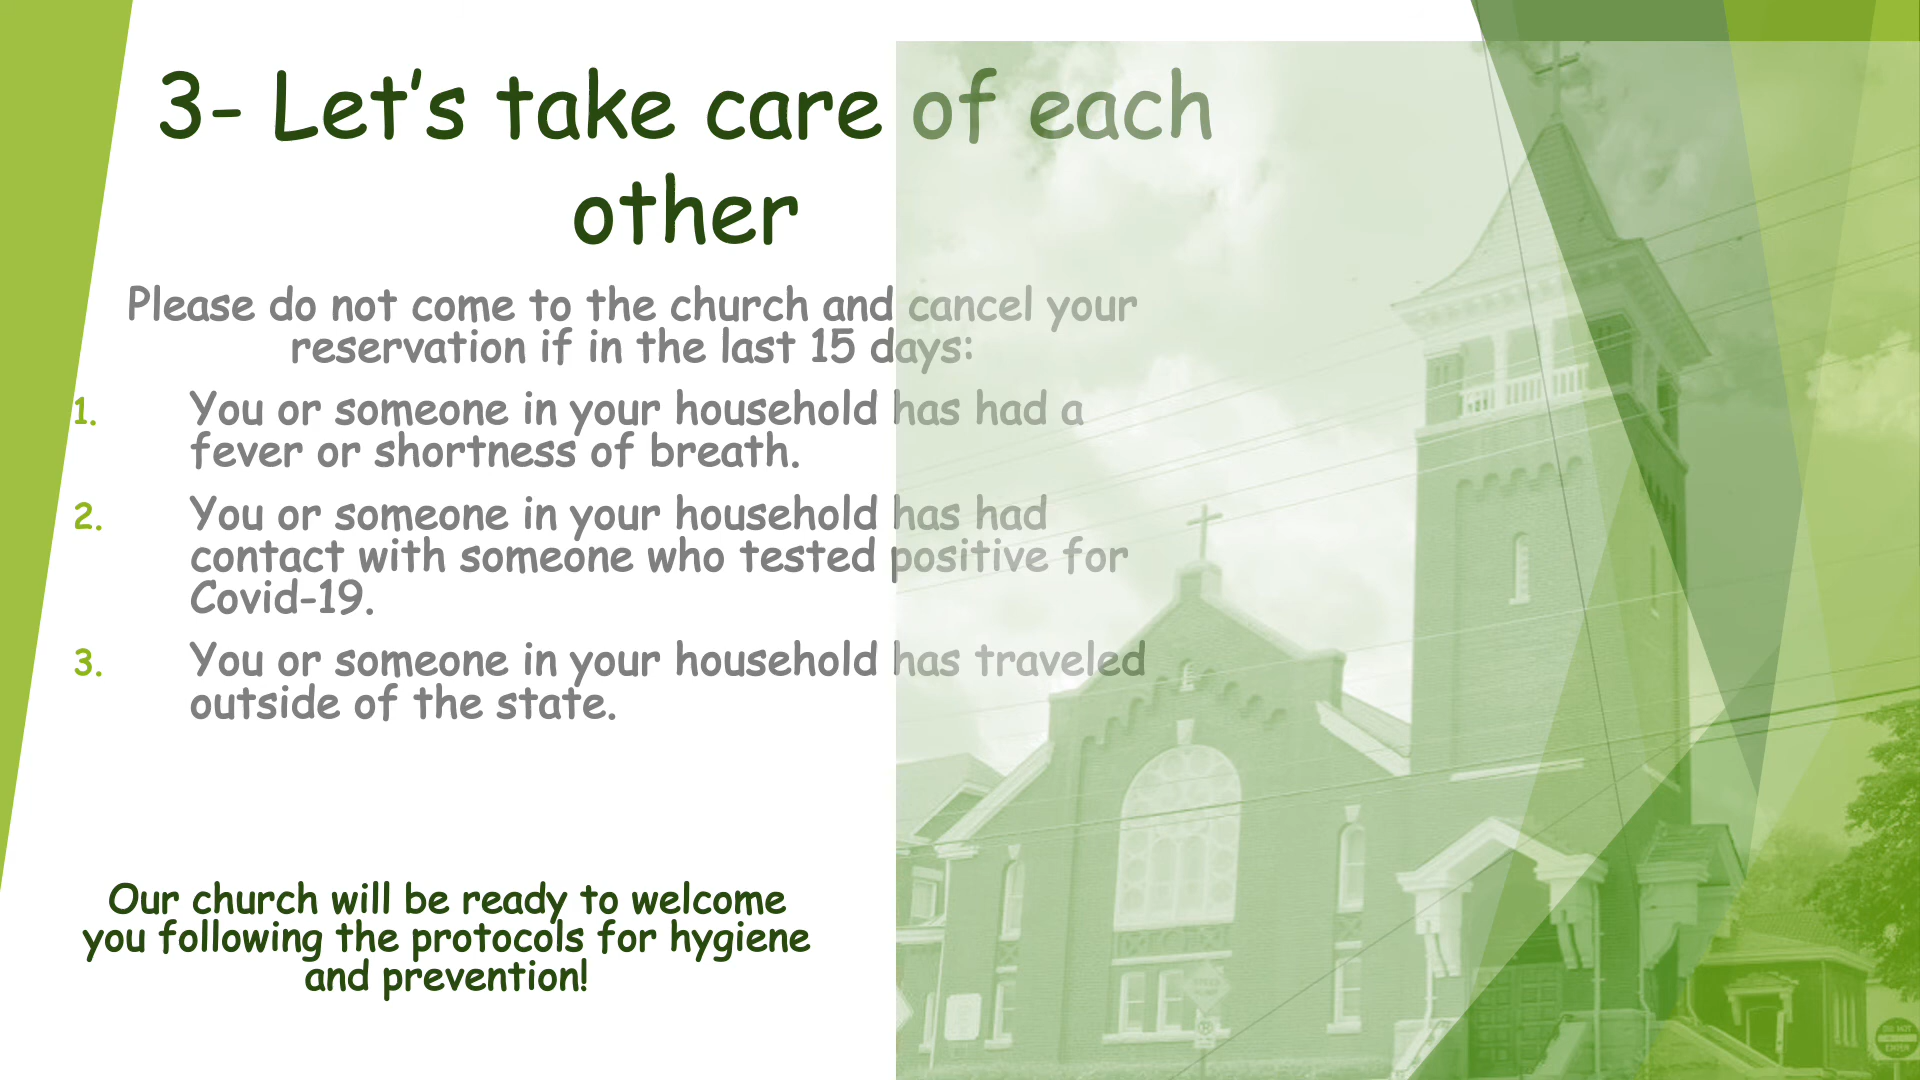 3- Let’s take care of each
other
Please do not come to the church and cancel your
reservation if in the last 15 days:
1. You or someone in your household has had a
fever or shortness of breath.
2. You or someone in your household has had
contact with someone who tested positive for
Covid-19.
3. You or someone in your household has traveled
outside of the state.
Our church will be ready to welcome
you following the protocols for hygiene
and prevention!
DO NOT
ENTER